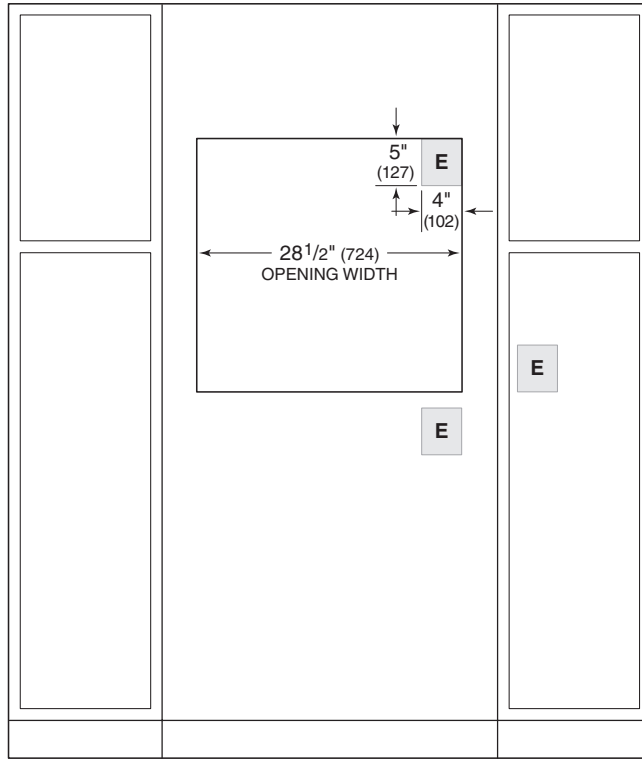 5"
(127)
E
4"
(102)
28 1/2" (724)
OPENING WIDTH
E
E